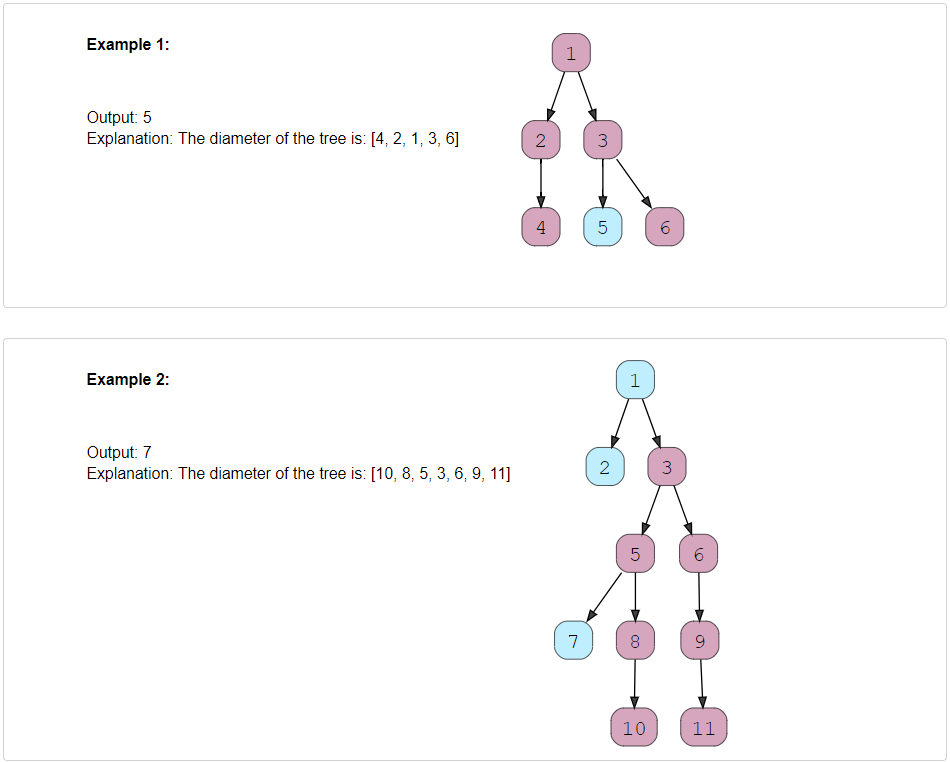 Example 1:
1
Output: 5
Explanation: The diameter of the tree is: [4, 2, 1, 3, 6]
2 3
4 5 6
Example 2:
1
Output: 7
Explanation: The diameter of the tree is: [10, 8, 5, 3, 6, 9, 11]
2 3
5 6
7 8 9
10 11